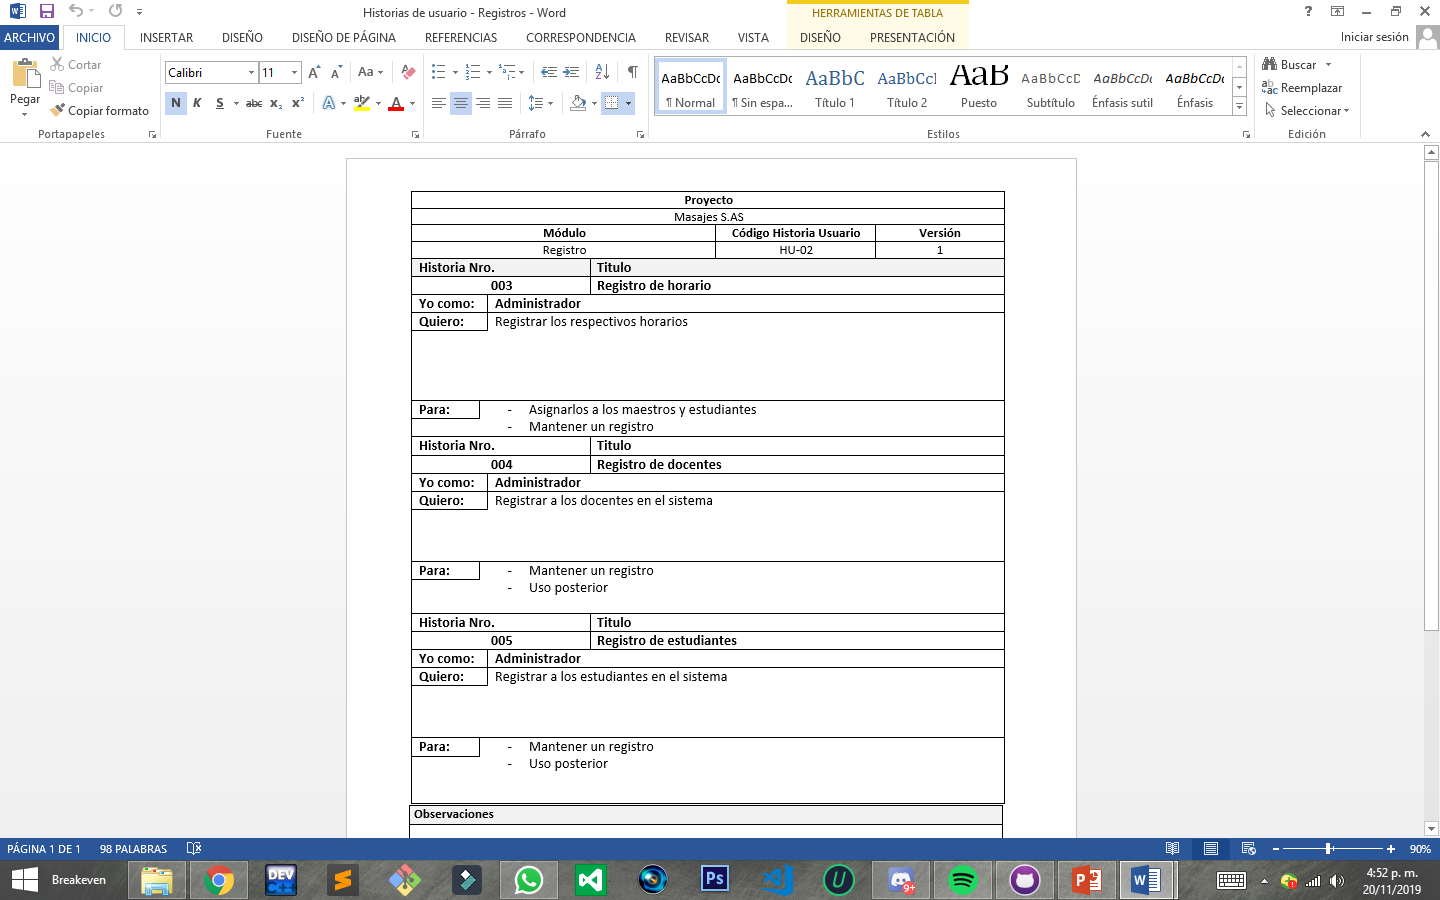 Historias de usuario - Registros - Word
HERRAMIENTAS DE TABLA
?
ARCHIVO INICIO INSERTAR DISEÑO DISEÑO DE PÁGINA REFERENCIAS CORRESPONDENCIA REVISAR VISTA DISEÑO PRESENTACIÓN Iniciar sesión
Pegar
Cortar
Copiar
Copiar formato
Portapapeles
Calibri 11
N K S abc x₂ x²
Fuente
Párrafo
AaBbCcDc AaBbCcDc AaBbC AaBbCcI AaB AaBbCcD AaBbCcDc AaBbCcDc
¶ Normal ¶ Sin espa... Título 1 Título 2 Puesto Subtítulo Énfasis sutil Énfasis
Estilos
Buscar
Reemplazar
Seleccionar
Edición
Proyecto
Masajes S.AS
Módulo Código Historia Usuario Versión
Registro HU-02 1
Historia Nro. Titulo
003 Registro de horario
Yo como: Administrador
Quiero: Registrar los respectivos horarios
Para: - Asignarlos a los maestros y estudiantes
- Mantener un registro
Historia Nro. Titulo
004 Registro de docentes
Yo como: Administrador
Quiero: Registrar a los docentes en el sistema
Para: - Mantener un registro
- Uso posterior
Historia Nro. Titulo
005 Registro de estudiantes
Yo como: Administrador
Quiero: Registrar a los estudiantes en el sistema
Para: - Mantener un registro
- Uso posterior
Observaciones
PÁGINA 1 DE 1 98 PALABRAS 90%
Breakeven
DEV C++
Ps
9+
4:52 p. m.
20/11/2019